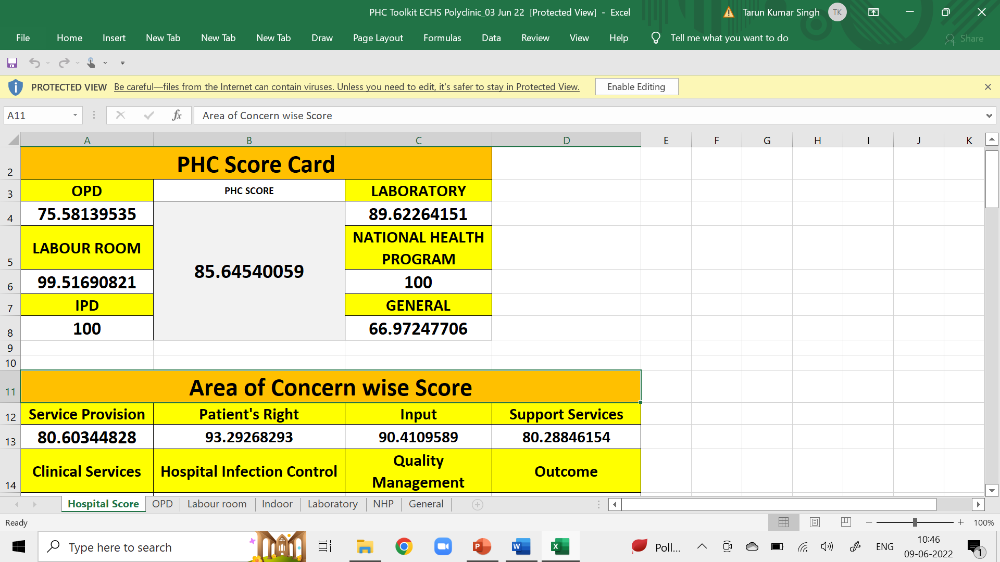 PHC Toolkit ECHS Polyclinic_03 Jun 22 [Protected View] - Excel
Tarun Kumar Singh TK
File Home Insert New Tab New Tab New Tab Draw Page Layout Formulas Data Review View Help Tell me what you want to do Share
PROTECTED VIEW Be careful—files from the Internet can contain viruses. Unless you need to edit, it's safer to stay in Protected View. Enable Editing
A11 fx Area of Concern wise Score
A B C D E F G H I J K
2 PHC Score Card
3 OPD PHC SCORE LABORATORY
4 75.58139535 89.62264151
5 LABOUR ROOM NATIONAL HEALTH PROGRAM
85.64540059
6 99.51690821 100
7 IPD GENERAL
8 100 66.97247706
9
10
11 Area of Concern wise Score
12 Service Provision Patient's Right Input Support Services
13 80.60344828 93.29268293 90.4109589 80.28846154
14 Clinical Services Hospital Infection Control Quality Management Outcome
Hospital Score OPD Labour room Indoor Laboratory NHP General
Ready 100%
Type here to search P W X Poll... ENG 10:46 1
09-06-2022